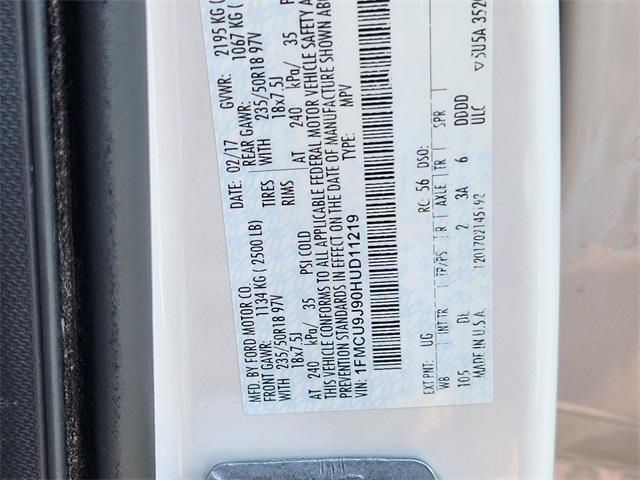 MFD. BY FORD MOTOR CO. 02/17 GVWR: 2195 KG (
FRONT GAWR: 1134 KG ( 2500 LB) REAR GAWR: 1067 KG (
WITH 235/50R18 97V TIRES WITH 235/50R18 97V
18x7.5J RIMS 18x7.5J
AT 240 kPa/ 35 PSI COLD AT 240 kPa/ 35 P
THIS VEHICLE CONFORMS TO ALL APPLICABLE FEDERAL MOTOR VEHICLE SAFETY A
PREVENTION STANDARDS IN EFFECT ON THE DATE OF MANUFACTURE SHOWN ABO
VIN: 1FMCU9J90HUD11219 TYPE: MPV
EXT PNT: UG RC: 56 DSO:
WB INT TR TP/PS R AXLE TR SPR
105 DL 2 3A 6 DDDD
MADE IN U.S.A. ULC